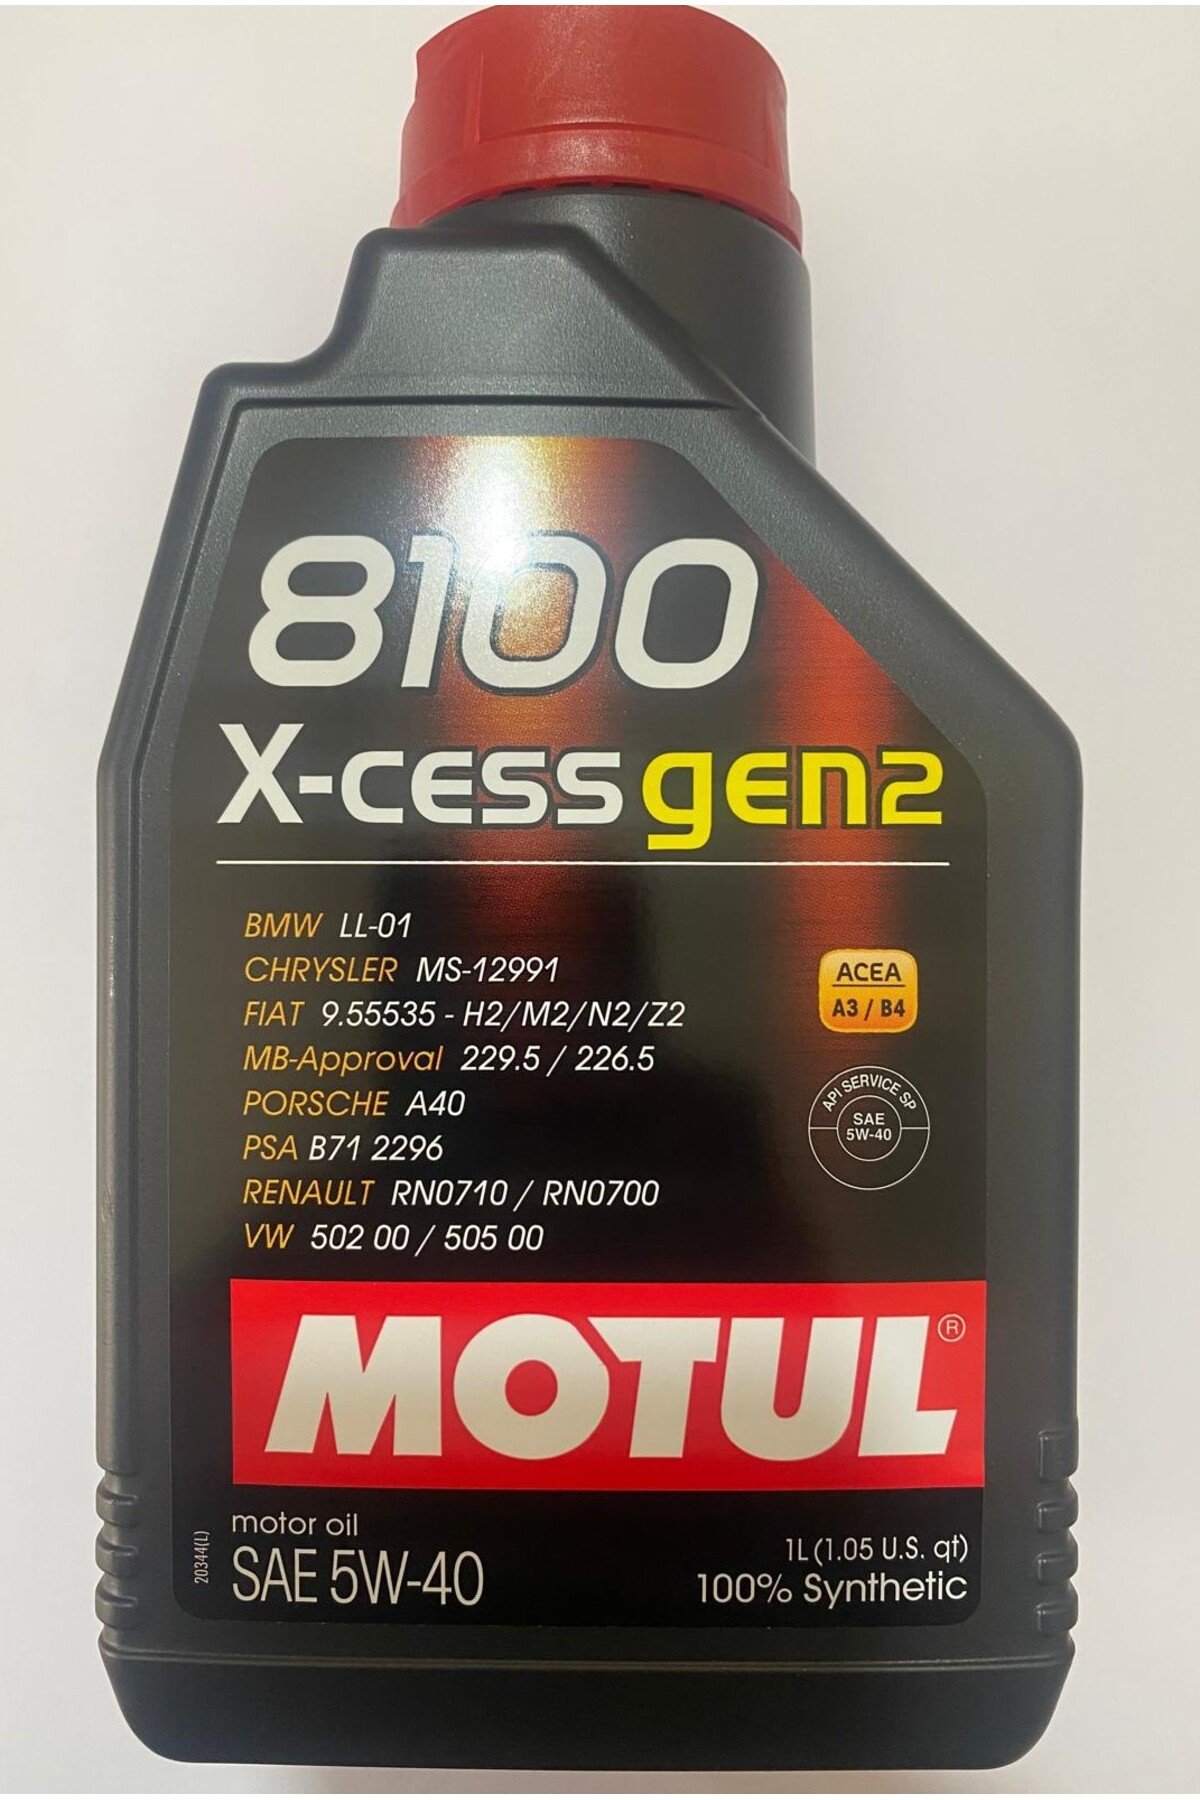 8100
X-cess gen2
BMW LL-01
CHRYSLER MS-12991
FIAT 9.55535 - H2/M2/N2/Z2
MB-Approval 229.5 / 226.5
PORSCHE A40
PSA B71 2296
RENAULT RN0710 / RN0700
VW 502 00 / 505 00
ACEA
A3 / B4
API SERVICE SP
SAE
5W-40
MOTUL®
motor oil
SAE 5W-40
1L (1.05 U.S. qt)
100% Synthetic
20344(L)